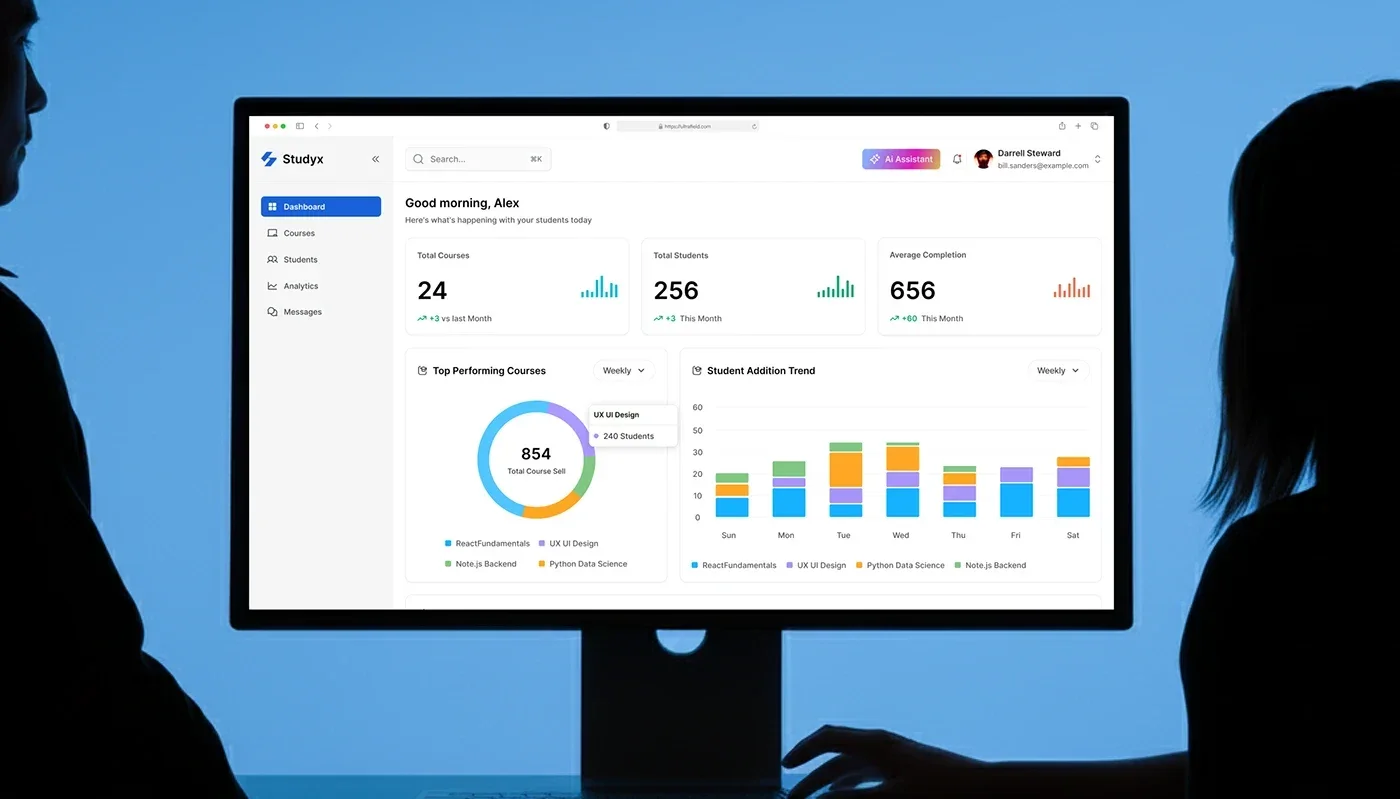 https://ultrafield.com
Studyx
Search...
⌘K
Ai Assistant
Darrell Steward
bill.sanders@example.com
Dashboard
Courses
Students
Analytics
Messages
Good morning, Alex
Here's what's happening with your students today
Total Courses
24
+3 vs last Month
Total Students
256
+3 This Month
Average Completion
656
+60 This Month
Top Performing Courses
Weekly
UX UI Design
240 Students
854
Total Course Sell
ReactFundamentals
UX UI Design
Note.js Backend
Python Data Science
Student Addition Trend
Weekly
60
50
30
20
10
0
Sun
Mon
Tue
Wed
Thu
Fri
Sat
ReactFundamentals
UX UI Design
Python Data Science
Note.js Backend